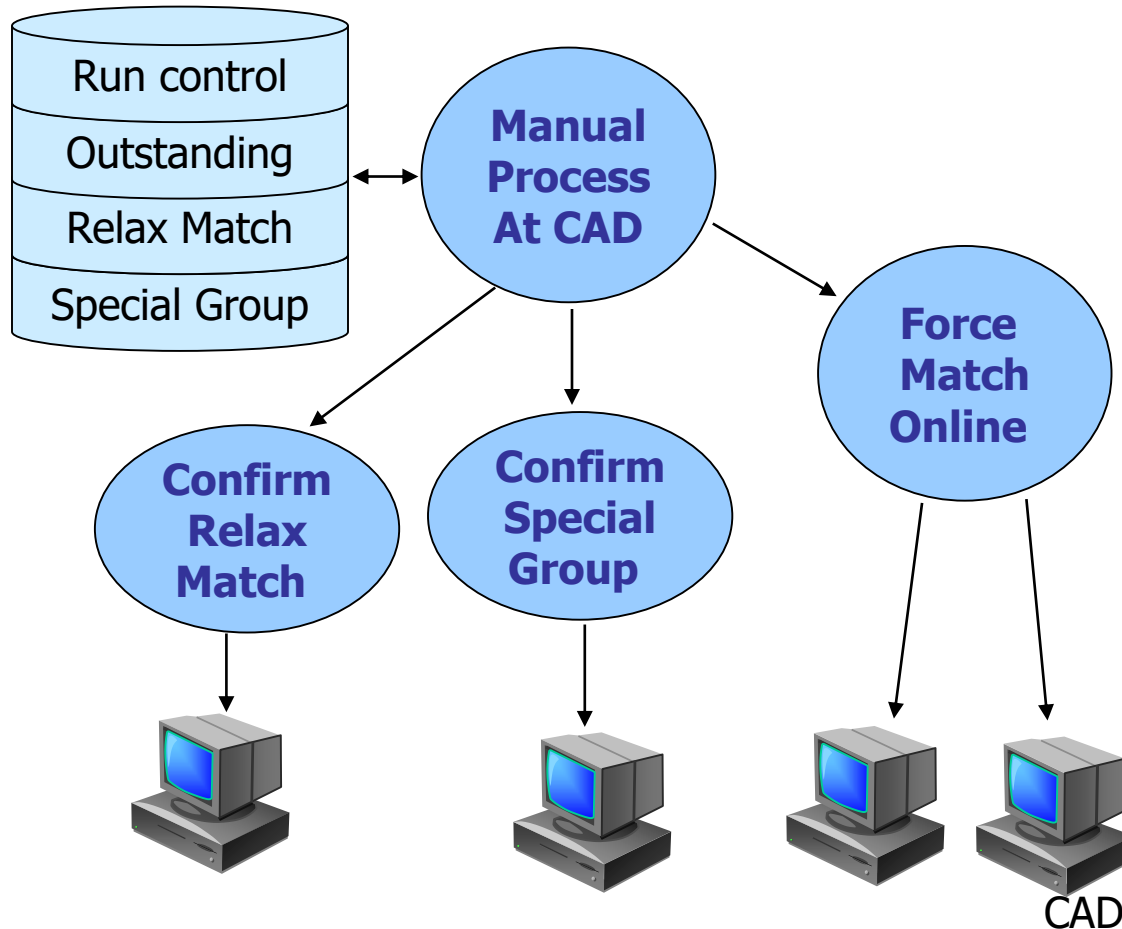 Run control
Outstanding
Relax Match
Special Group
Manual
Process
At CAD
Force
Match
Online
Confirm
Relax
Match
Confirm
Special
Group
CAD